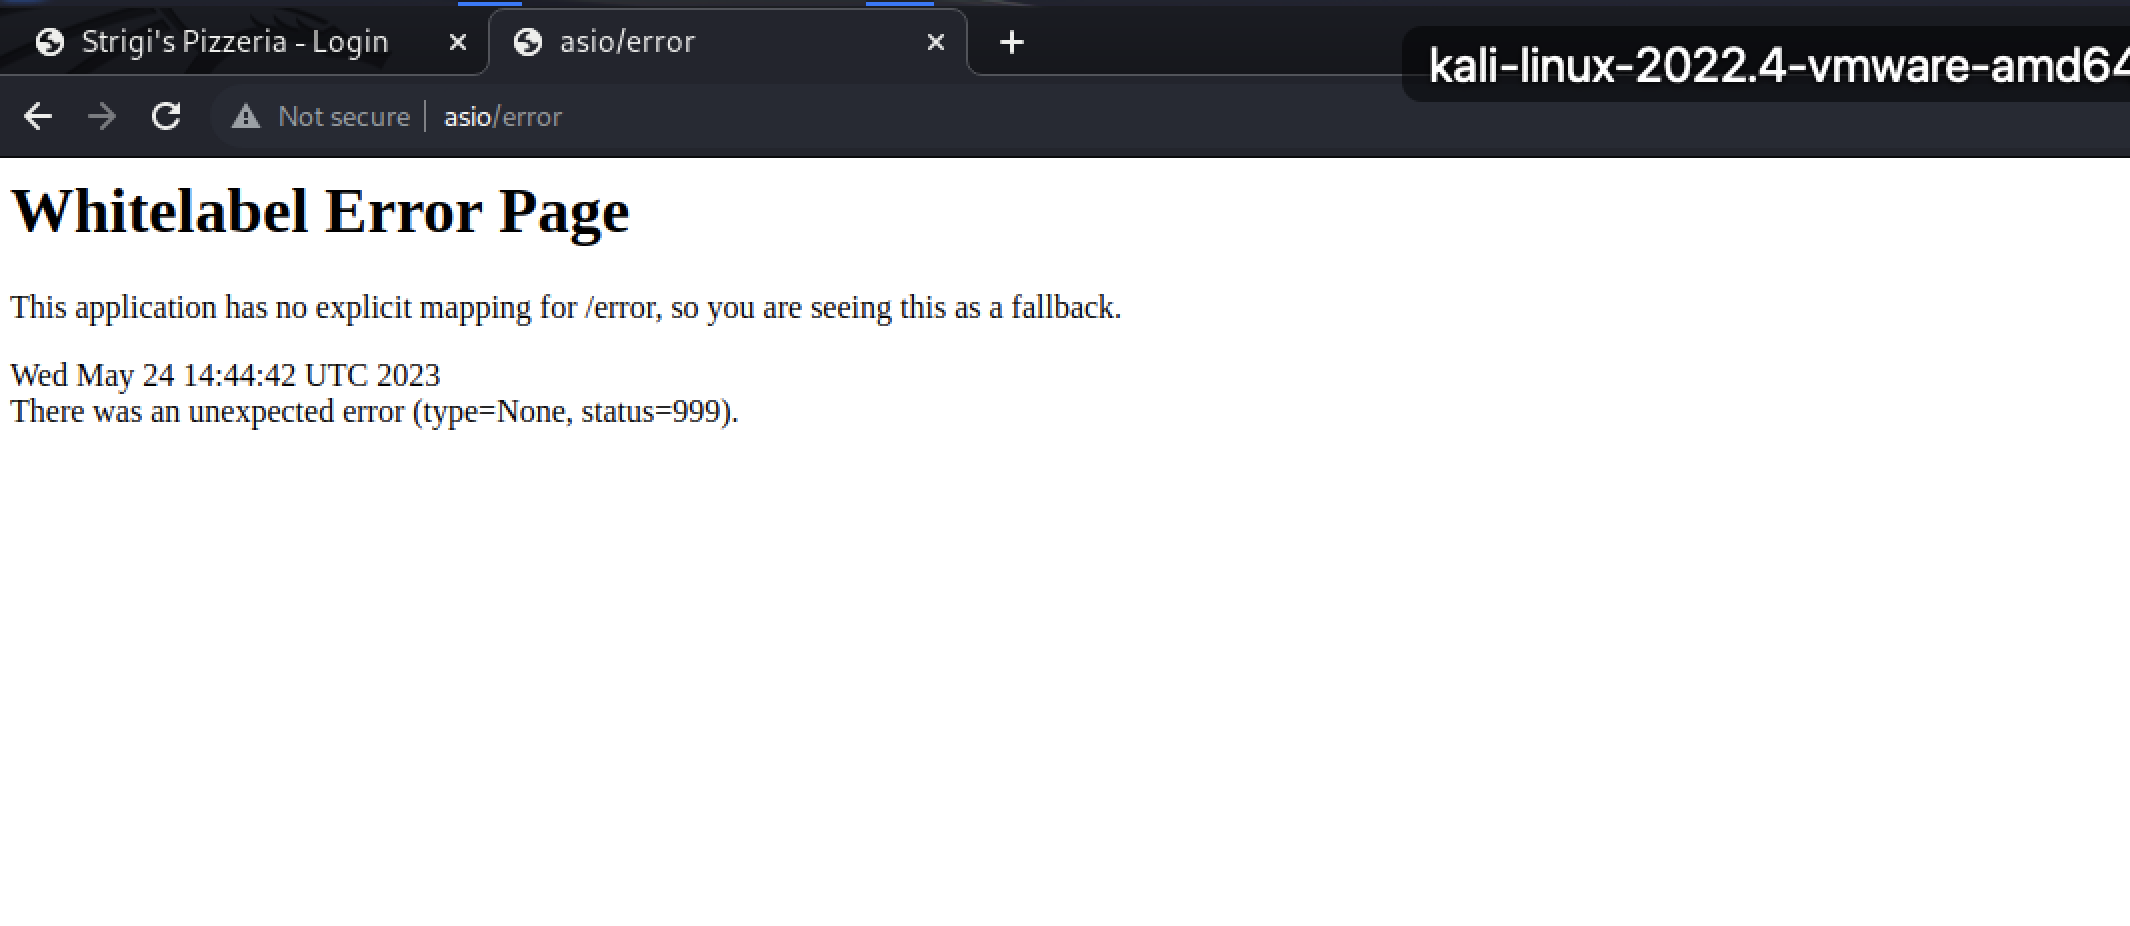 Strigi's Pizzeria - Login
asio/error
kali-linux-2022.4-vmware-amd64
Not secure
asio/error
Whitelabel Error Page
This application has no explicit mapping for /error, so you are seeing this as a fallback.
Wed May 24 14:44:42 UTC 2023
There was an unexpected error (type=None, status=999).